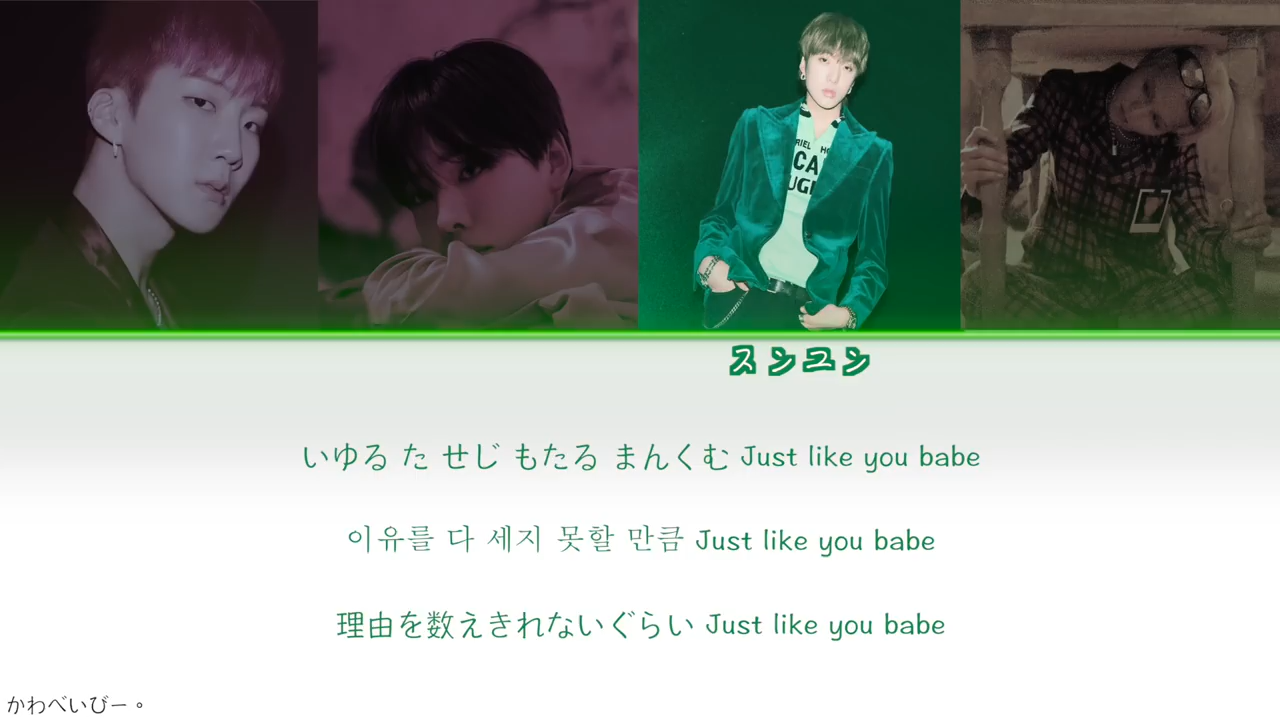 スンユン
いゆる た せじ もたる まんくむ Just like you babe
이유를 다 세지 못할 만큼 Just like you babe
理由を数えきれないぐらい Just like you babe
かわべいびー。